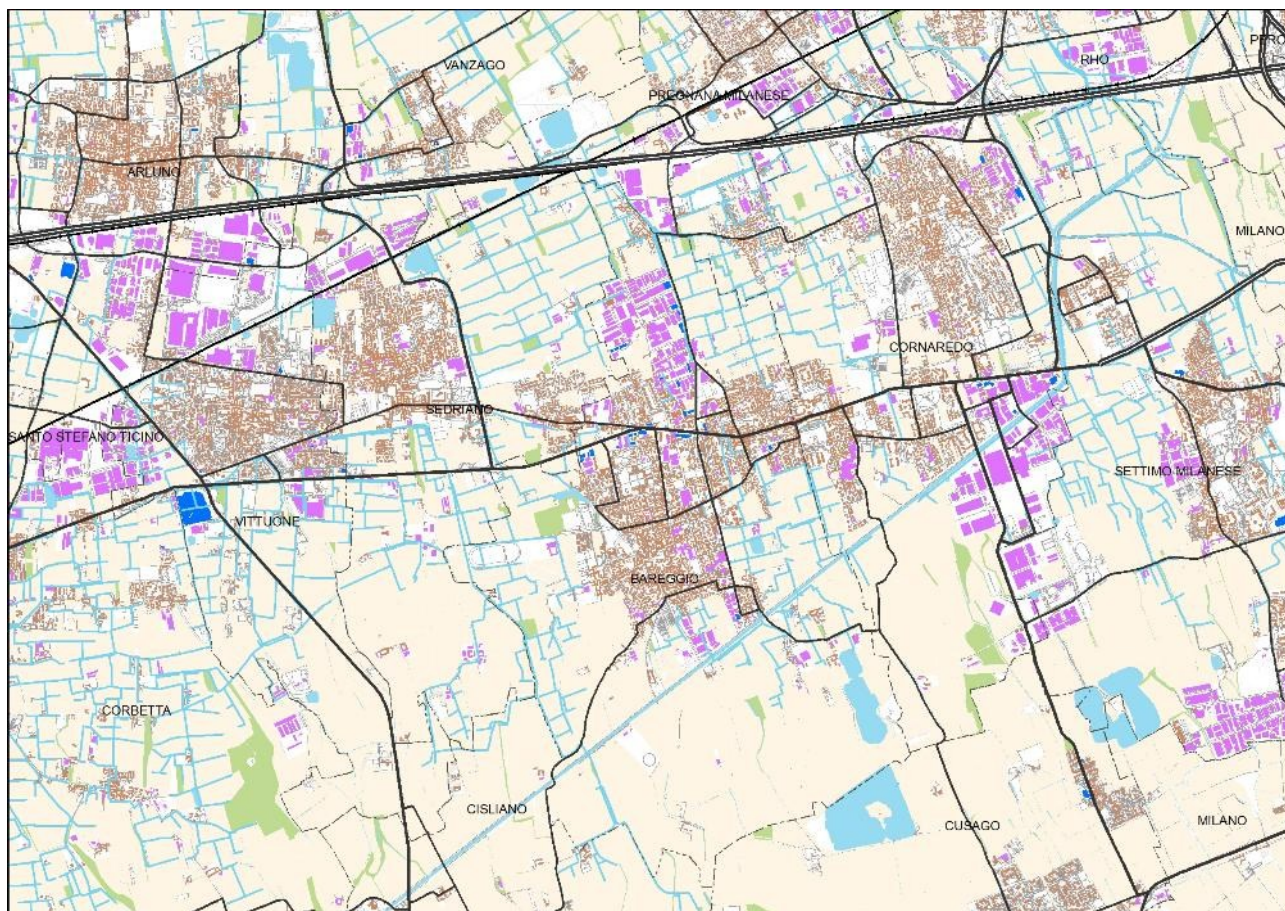 PERO
RHO
VANZAGO
PREGNANA MILANESE
ARLUNO
MILANO
CORNAREDO
SEDRIANO
SANTO STEFANO TICINO
SETTIMO MILANESE
VITTUONE
BAREGGIO
CORBETTA
CISLIANO
CUSAGO
MILANO